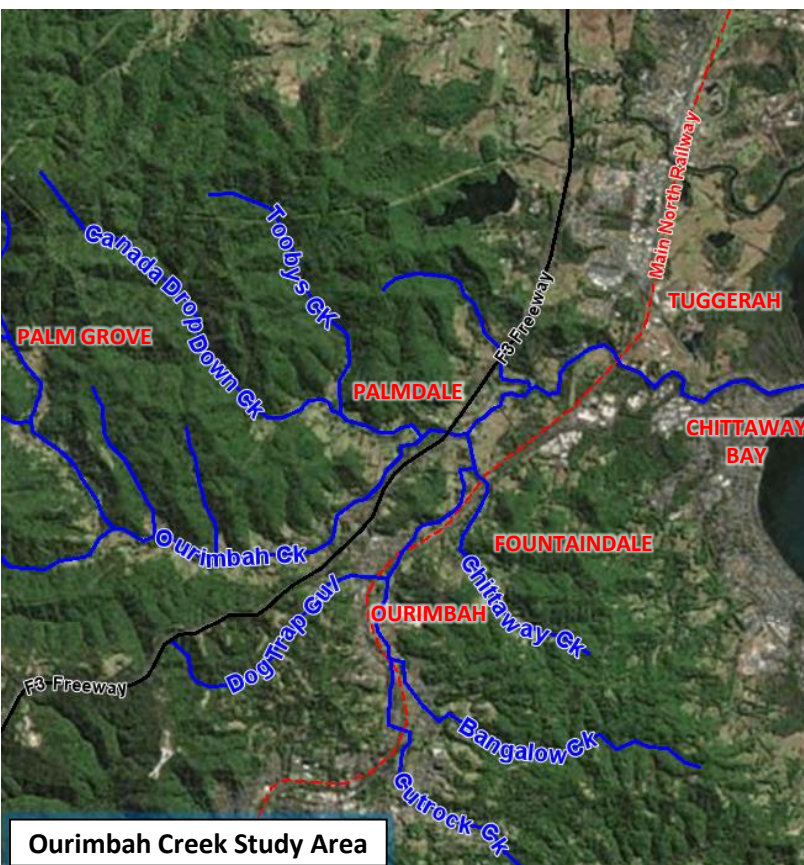 Main North Railway
Toobys CK
Canada Drop Down Ck
F3 Freeway
TUGGERAH
PALM GROVE
PALMDALE
CHITTAWAY
BAY
Ourimbah Ck
FOUNTAINDALE
Chittaway Ck
Dog Trap Gul
OURIMBAH
F3 Freeway
Bangalow Ck
Cutrock Ck
Ourimbah Creek Study Area